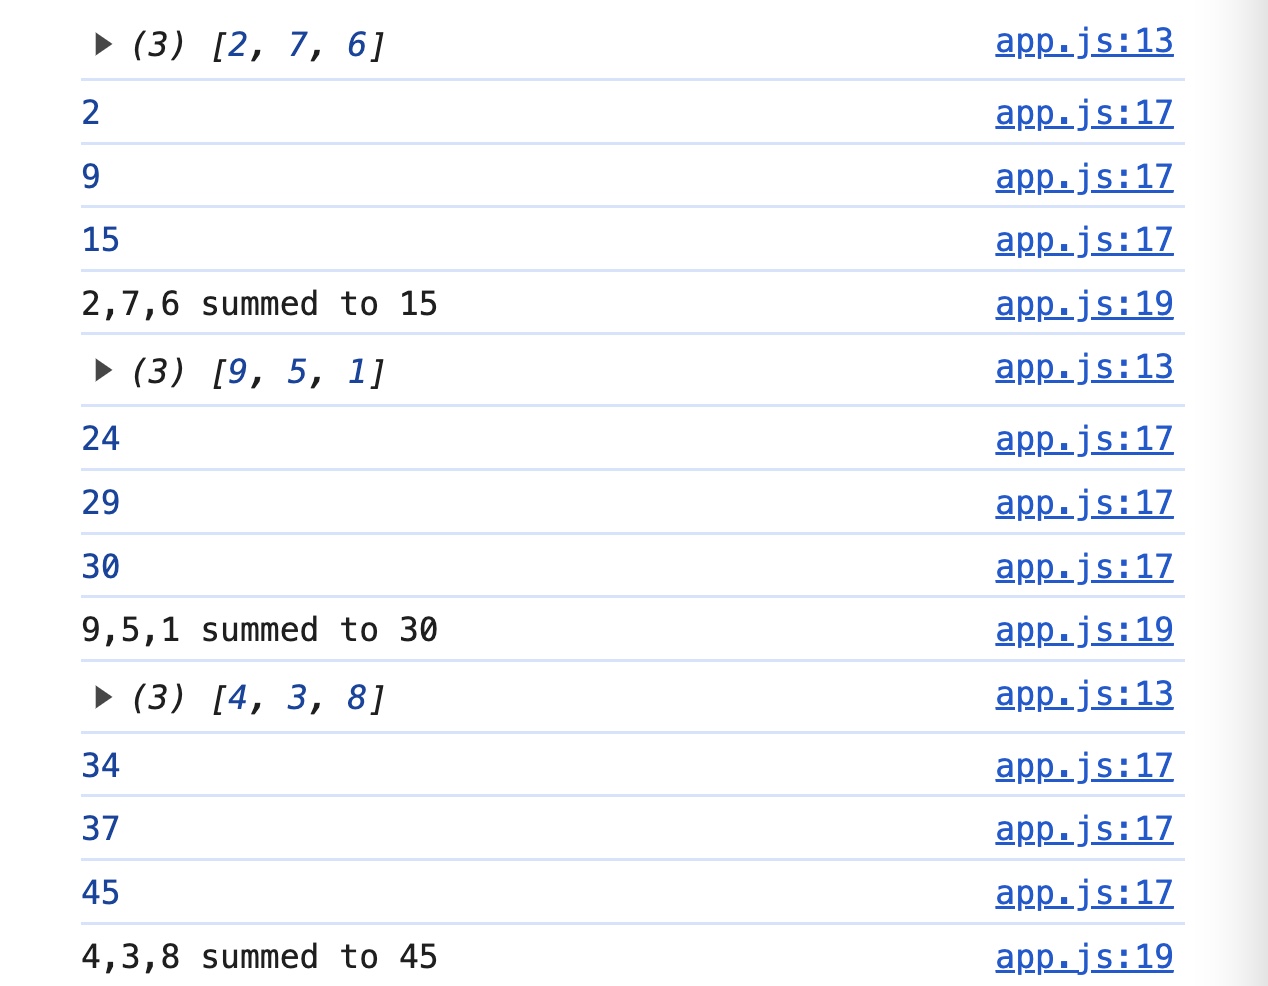 ▶ (3) [2, 7, 6] app.js:13
2 app.js:17
9 app.js:17
15 app.js:17
2,7,6 summed to 15 app.js:19
▶ (3) [9, 5, 1] app.js:13
24 app.js:17
29 app.js:17
30 app.js:17
9,5,1 summed to 30 app.js:19
▶ (3) [4, 3, 8] app.js:13
34 app.js:17
37 app.js:17
45 app.js:17
4,3,8 summed to 45 app.js:19